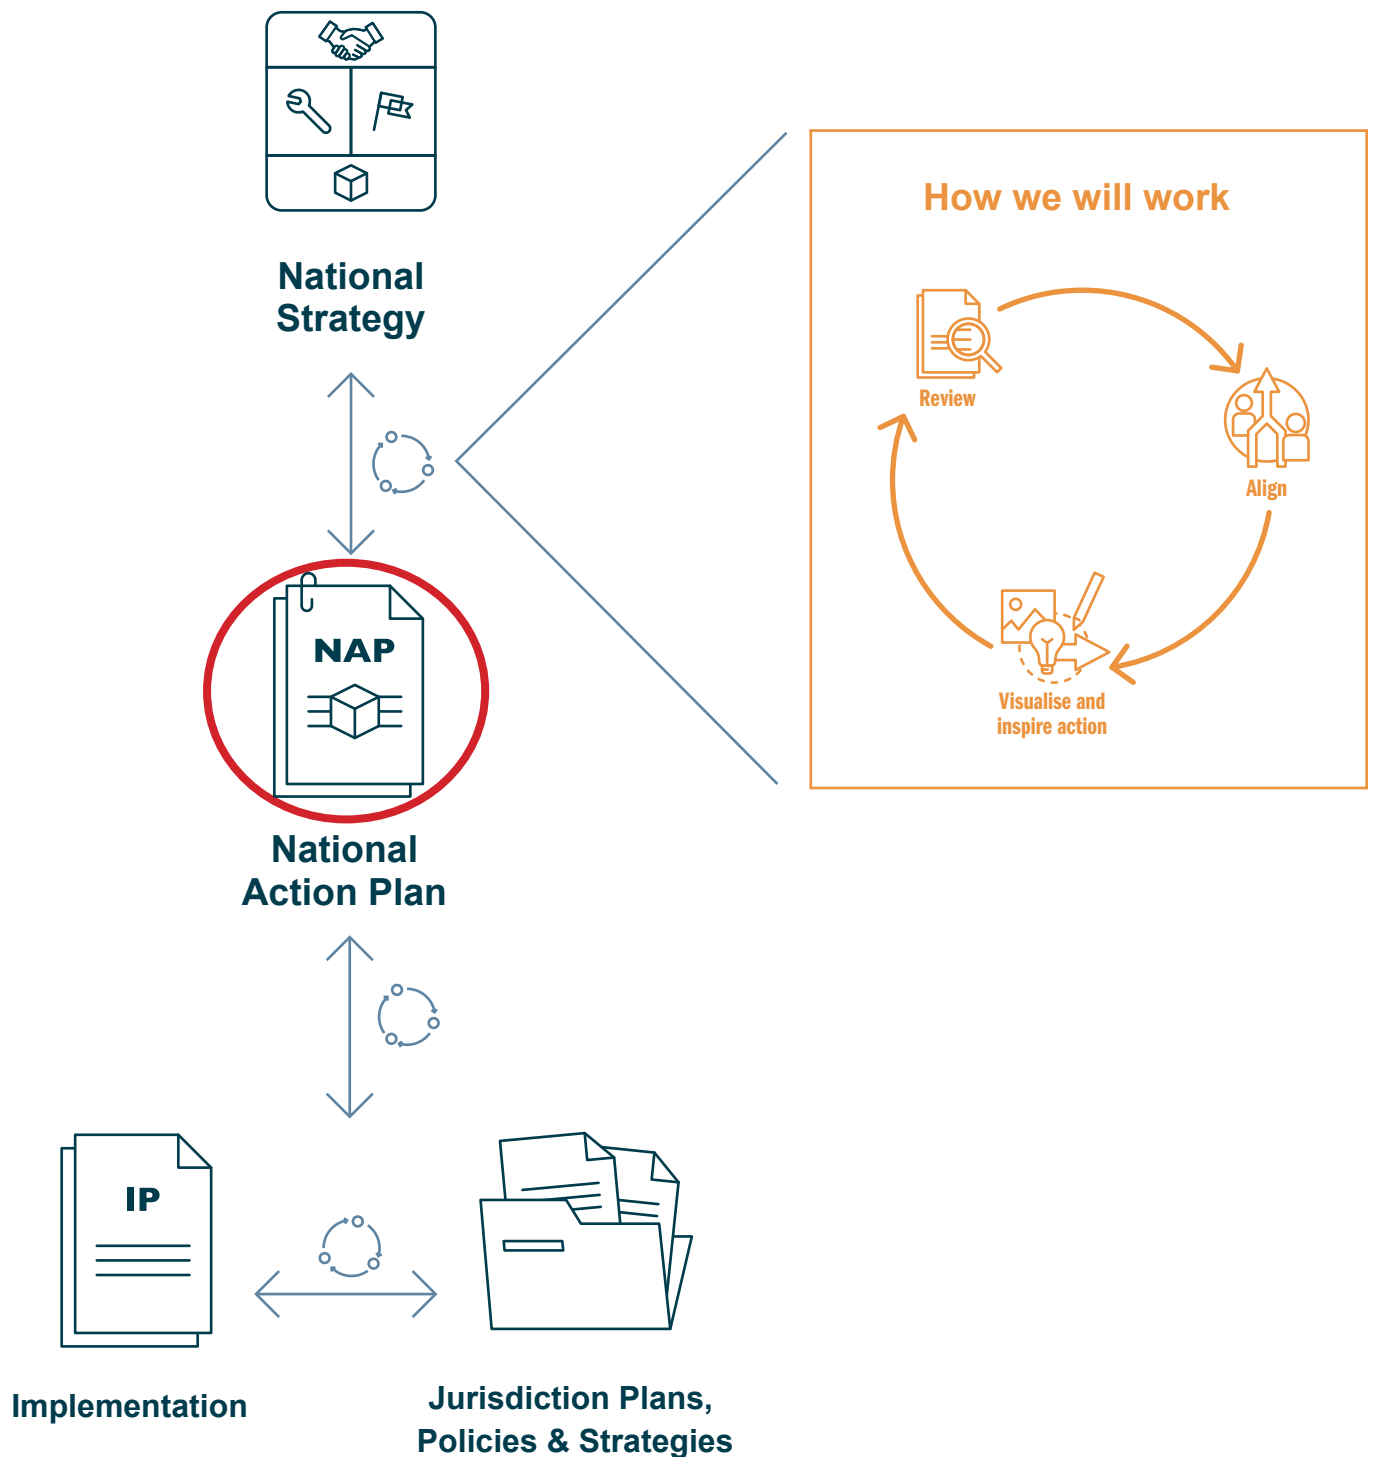 National
Strategy
How we will work
Review
Align
Visualise and
inspire action
NAP
National
Action Plan
IP
Implementation
Jurisdiction Plans,
Policies & Strategies